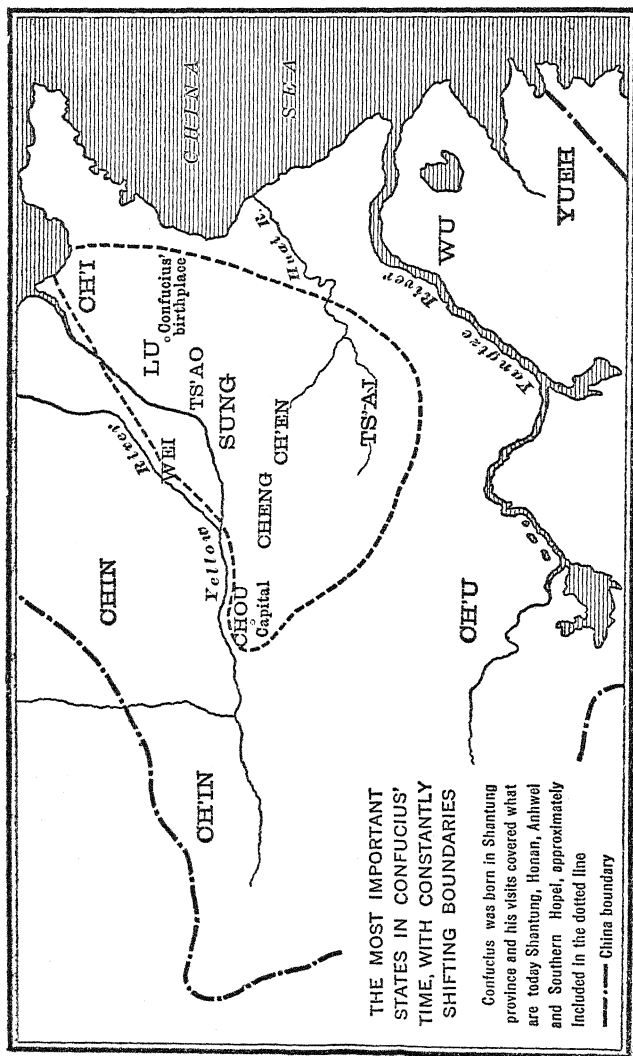 CHINA
SEA
CH'I
LU
Confucius'
birthplace
TS'AO
SUNG
WEI
River
Yellow
CHIN
CHOU
Capital
CHENG
CH'EN
TS'AI
Huai R.
WU
YUEH
Yangtze River
CH'U
CH'IN
THE MOST IMPORTANT
STATES IN CONFUCIUS'
TIME, WITH CONSTANTLY
SHIFTING BOUNDARIES
Confucius was born in Shantung
province and his visits covered what
are today Shantung, Honan, Anhwei
and Southern Hopei, approximately
Included in the dotted line
China boundary